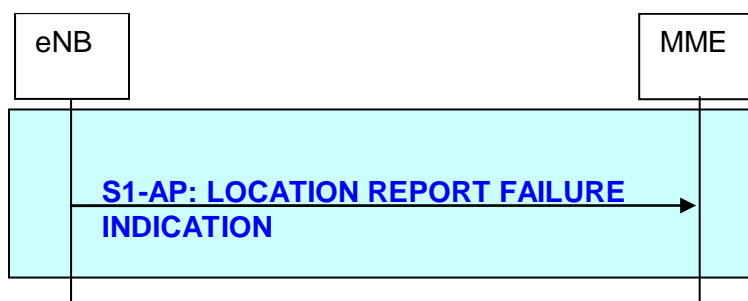 eNB
MME
S1-AP: LOCATION REPORT FAILURE
INDICATION